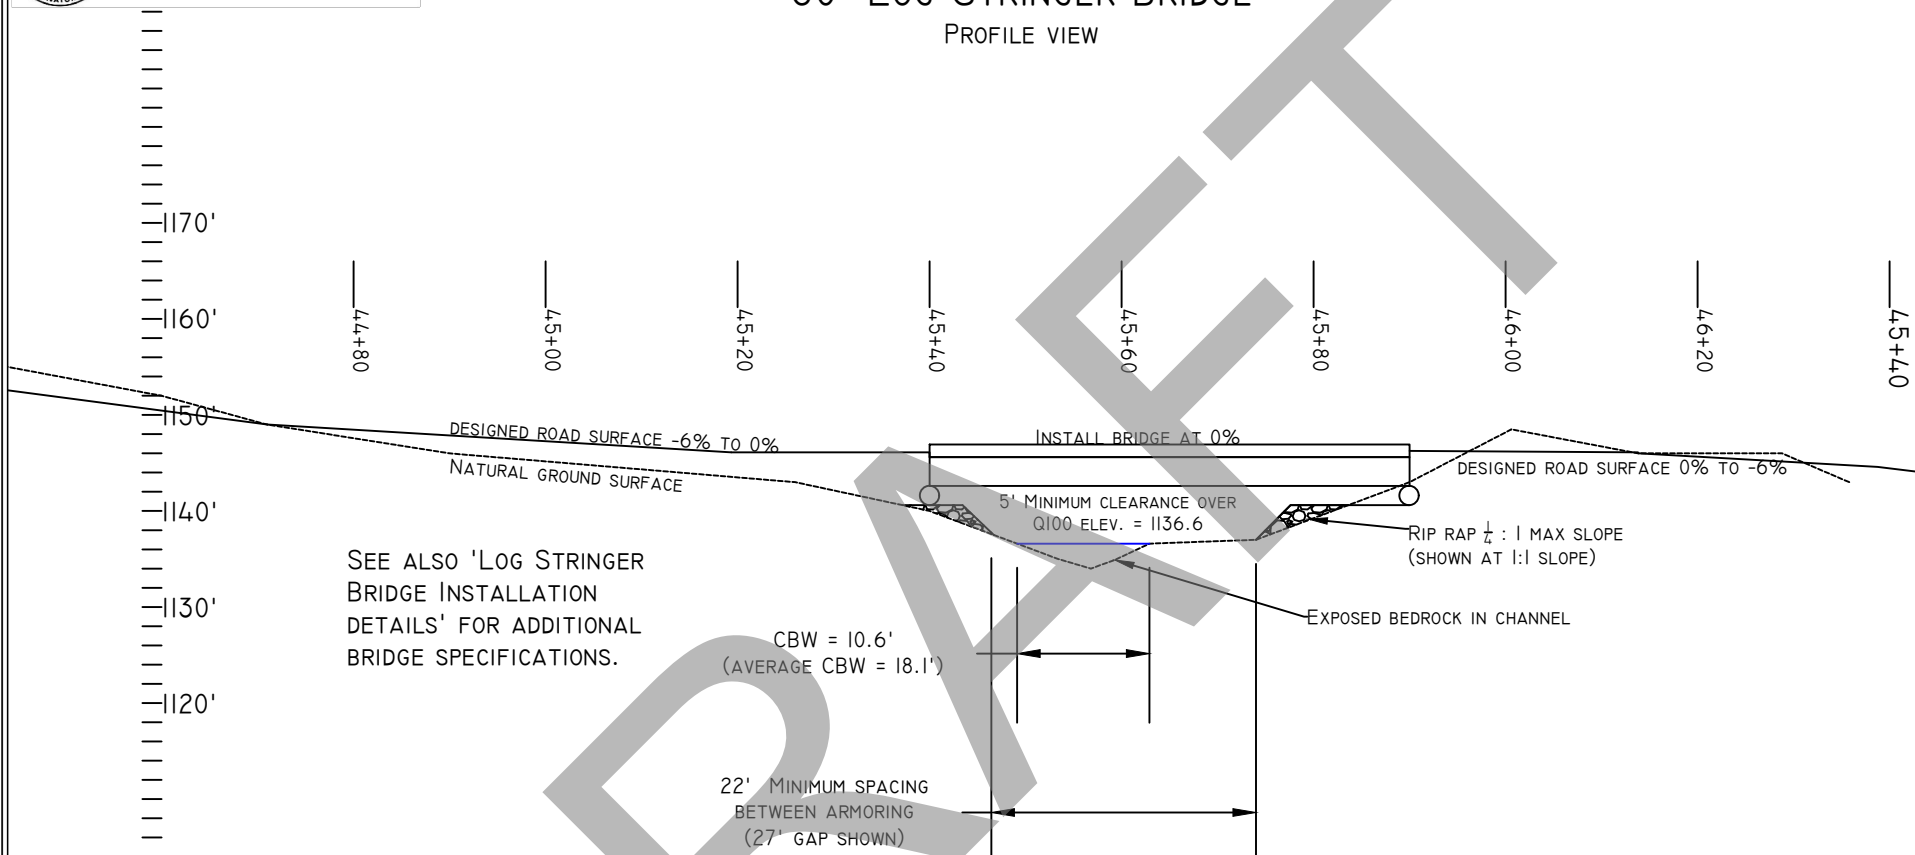 PROFILE VIEW
1170'
1160'
44+80
45+00
45+20
45+40
45+60
45+80
46+00
46+20
45+40
1150'
DESIGNED ROAD SURFACE -6% TO 0%
INSTALL BRIDGE AT 0%
NATURAL GROUND SURFACE
DESIGNED ROAD SURFACE 0% TO -6%
1140'
5' MINIMUM CLEARANCE OVER
Q100 ELEV. = 1136.6
RIP RAP 1/4 : 1 MAX SLOPE
(SHOWN AT 1:1 SLOPE)
SEE ALSO 'LOG STRINGER
BRIDGE INSTALLATION
DETAILS' FOR ADDITIONAL
BRIDGE SPECIFICATIONS.
1130'
EXPOSED BEDROCK IN CHANNEL
CBW = 10.6'
(AVERAGE CBW = 18.1')
1120'
22' MINIMUM SPACING
BETWEEN ARMORING
(27' GAP SHOWN)